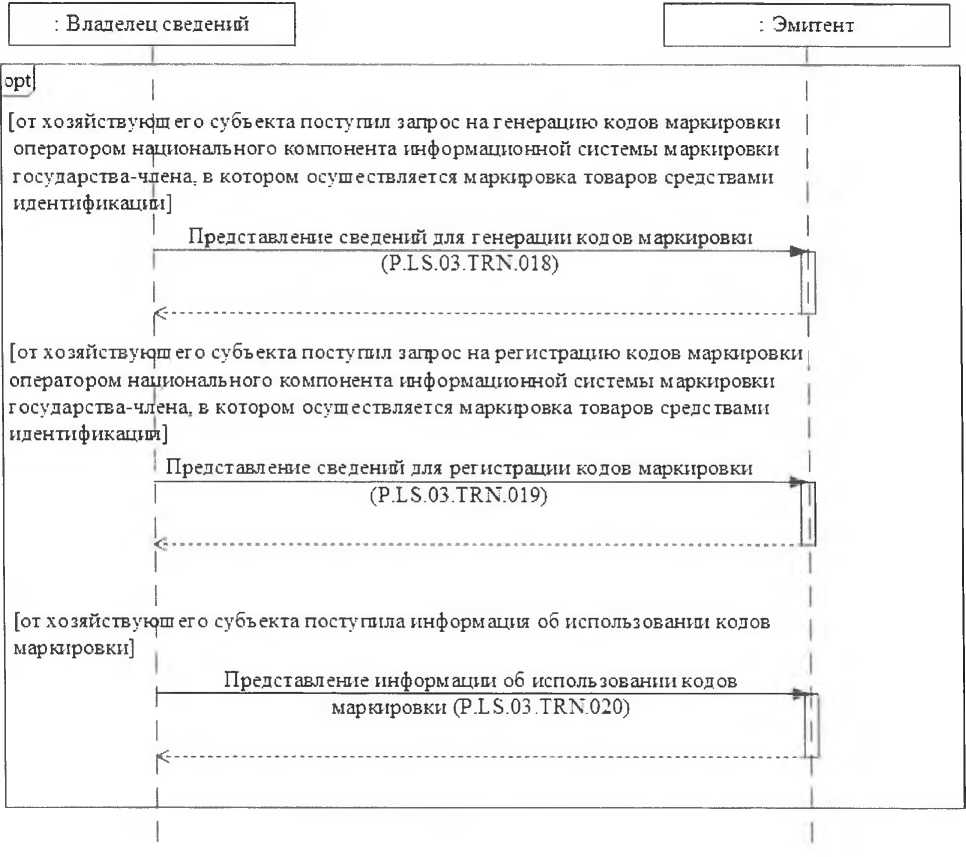 : Владелец сведений
: Эмитент
opt
[от хозяйствующего субъекта поступил запрос на генерацию кодов маркировки
оператором национального компонента информационной системы маркировки
государства-члена, в котором осуществляется маркировка товаров средствами
идентификации]
Представление сведений для генерации кодов маркировки
(P.LS.03.TRN.018)
[от хозяйствующего субъекта поступил запрос на регистрацию кодов маркировки
оператором национального компонента информационной системы маркировки
государства-члена, в котором осуществляется маркировка товаров средствами
идентификации]
Представление сведений для регистрации кодов маркировки
(P.LS.03.TRN.019)
[от хозяйствующего субъекта поступила информация об использовании кодов
маркировки]
Представление информации об использовании кодов
маркировки (P.LS.03.TRN.020)